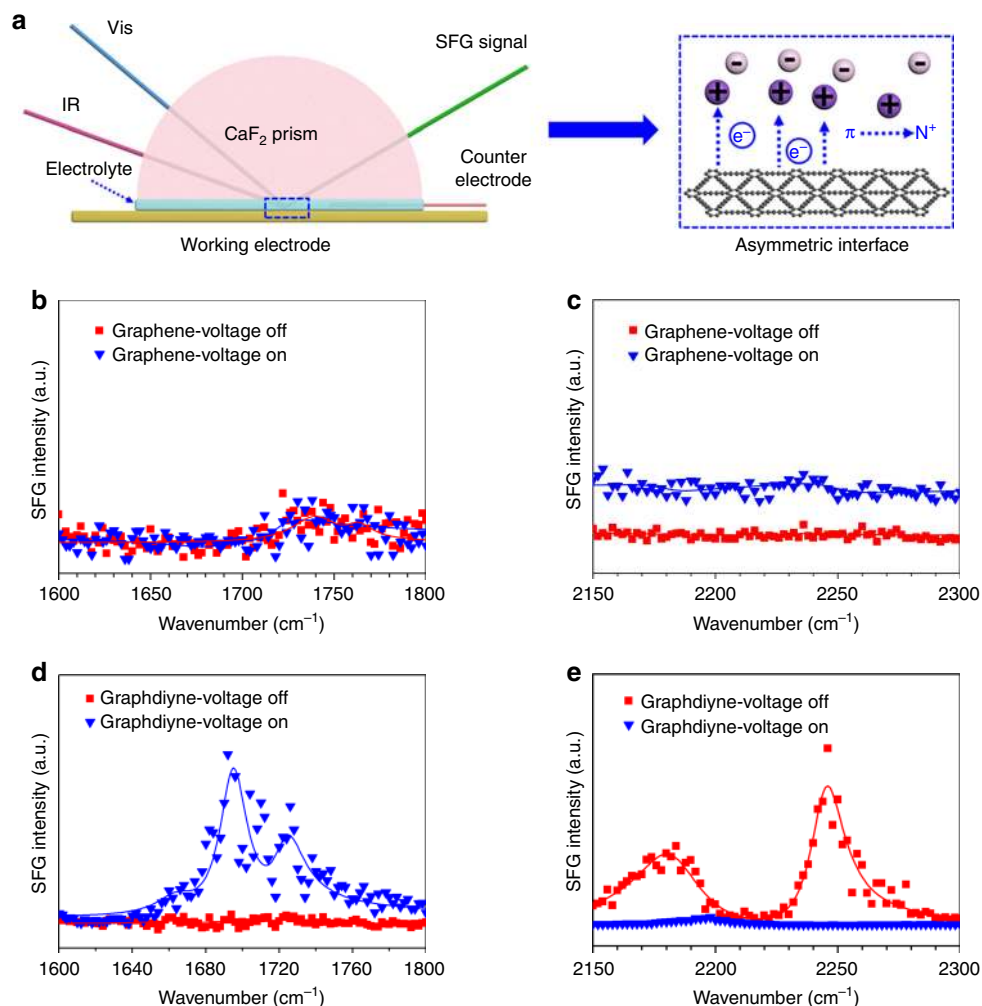 a
Vis
IR
SFG signal
CaF₂ prism
Electrolyte
Counter
electrode
Working electrode
- - - -
+ + + +
e⁻
e⁻
π N⁺
Asymmetric interface
b
Graphene-voltage off
Graphene-voltage on
SFG intensity (a.u.)
1600 1650 1700 1750 1800
Wavenumber (cm⁻¹)
c
Graphene-voltage off
Graphene-voltage on
SFG intensity (a.u.)
2150 2200 2250 2300
Wavenumber (cm⁻¹)
d
Graphdiyne-voltage off
Graphdiyne-voltage on
SFG intensity (a.u.)
1600 1640 1680 1720 1760 1800
Wavenumber (cm⁻¹)
e
Graphdiyne-voltage off
Graphdiyne-voltage on
SFG intensity (a.u.)
2150 2200 2250 2300
Wavenumber (cm⁻¹)